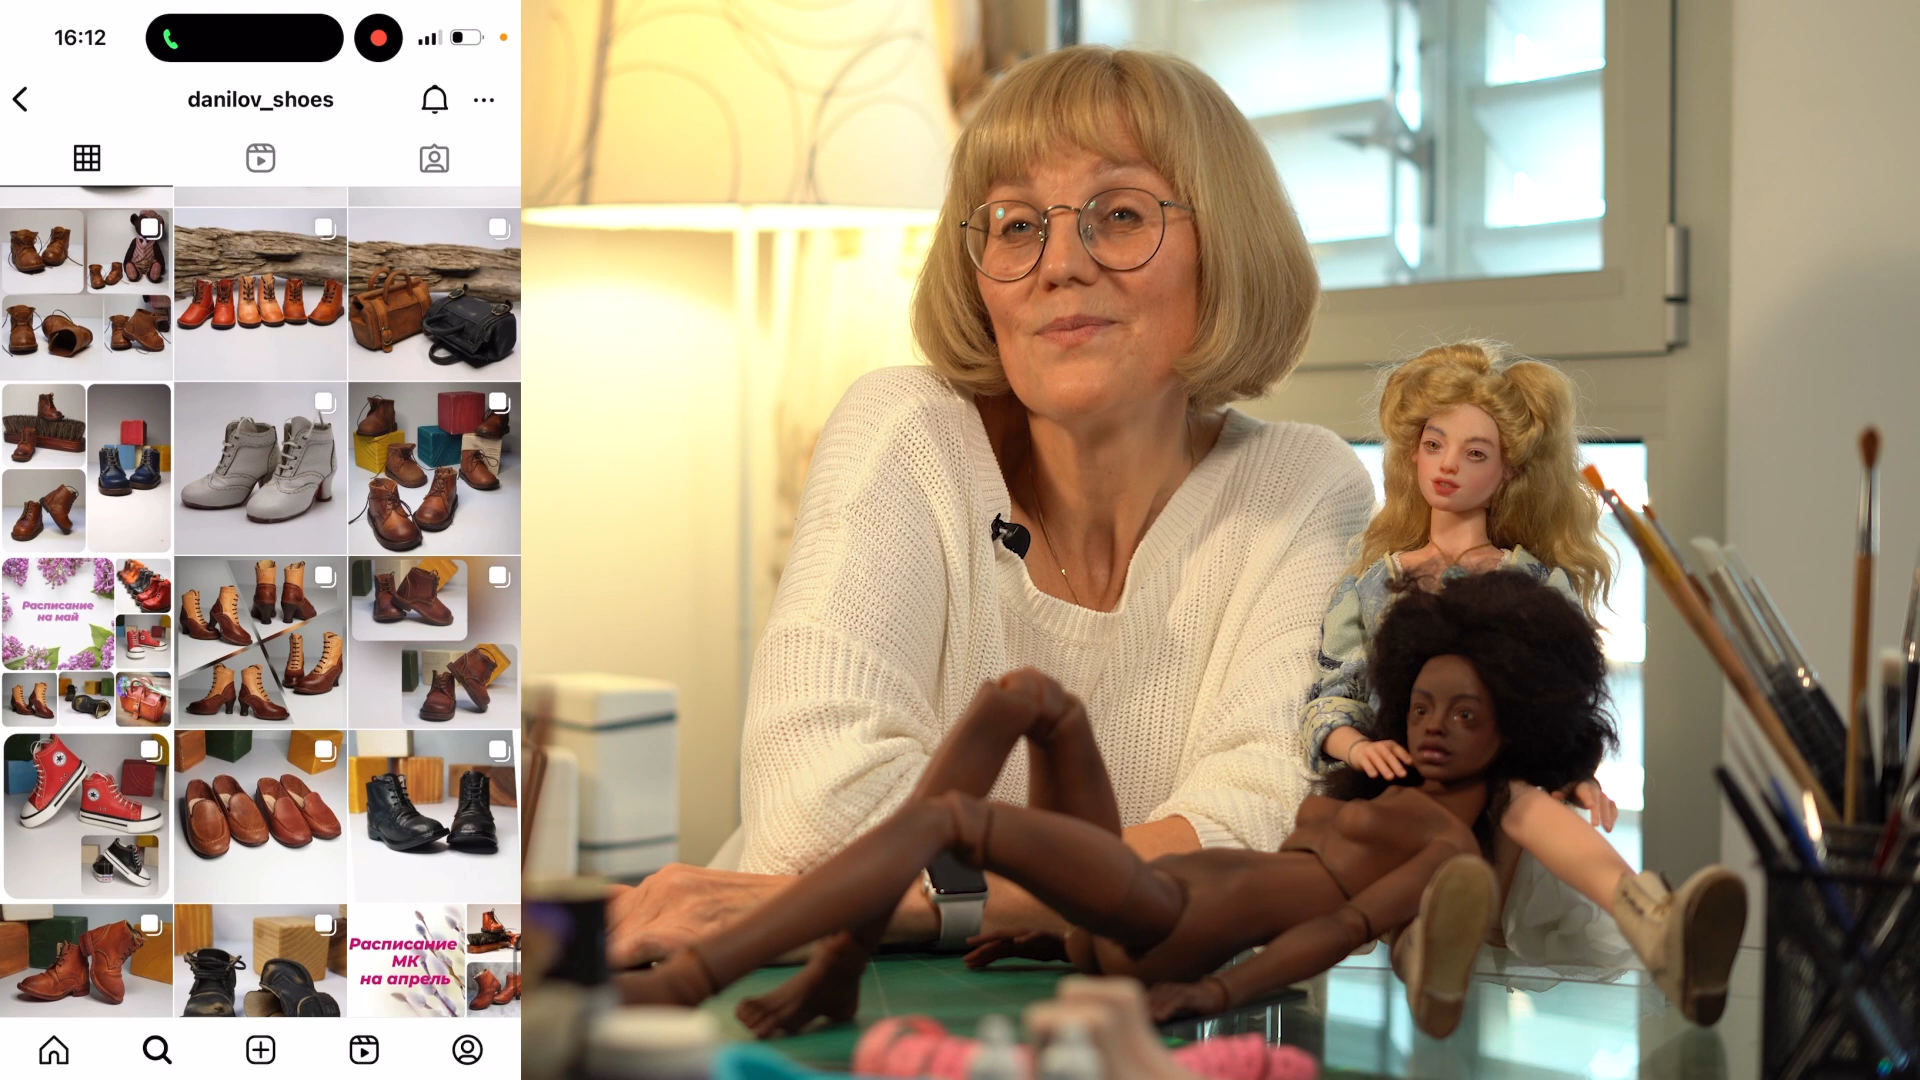 16:12
danilov_shoes
Расписание
на май
Расписание
МК
на апрель